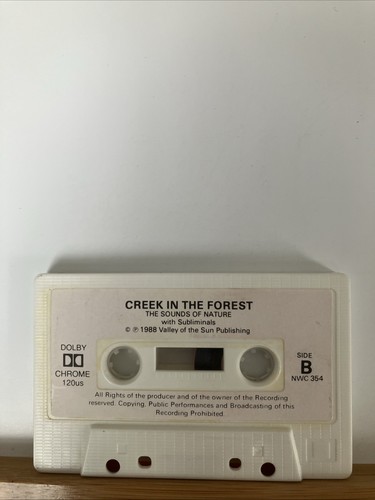 CREEK IN THE FOREST
THE SOUNDS OF NATURE
with Subliminals
© ℗ 1988 Valley of the Sun Publishing
DOLBY
CHROME
120us
SIDE
B
NWC 354
All Rights of the producer and of the owner of the Recording
reserved. Copying. Public Performances and Broadcasting of this
Recording Prohibited.